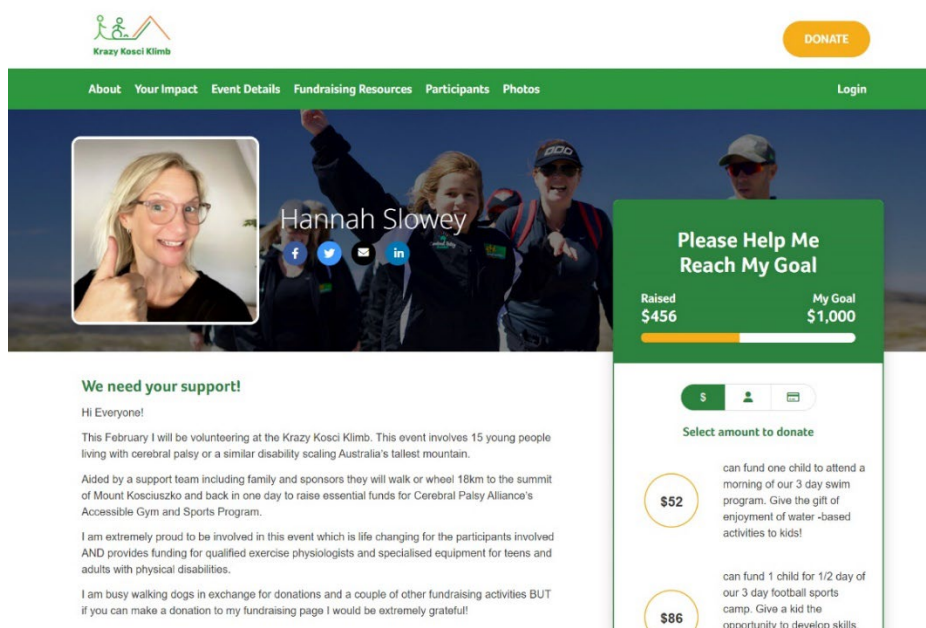 Krazy Kosci Klimb
DONATE
About Your Impact Event Details Fundraising Resources Participants Photos Login
Hannah Slowey
Please Help Me
Reach My Goal
Raised My Goal
$456 $1,000
We need your support!
Hi Everyone!
This February I will be volunteering at the Krazy Kosci Klimb. This event involves 15 young people
living with cerebral palsy or a similar disability scaling Australia's tallest mountain.
Aided by a support team including family and sponsors they will walk or wheel 18km to the summit
of Mount Kosciuszko and back in one day to raise essential funds for Cerebral Palsy Alliance's
Accessible Gym and Sports Program.
I am extremely proud to be involved in this event which is life changing for the participants involved
AND provides funding for qualified exercise physiologists and specialised equipment for teens and
adults with physical disabilities.
I am busy walking dogs in exchange for donations and a couple of other fundraising activities BUT
if you can make a donation to my fundraising page I would be extremely grateful!
$
Select amount to donate
$52
can fund one child to attend a
morning of our 3 day swim
program. Give the gift of
enjoyment of water -based
activities to kids!
$86
can fund 1 child for 1/2 day of
our 3 day football sports
camp. Give a kid the
opportunity to develop skills